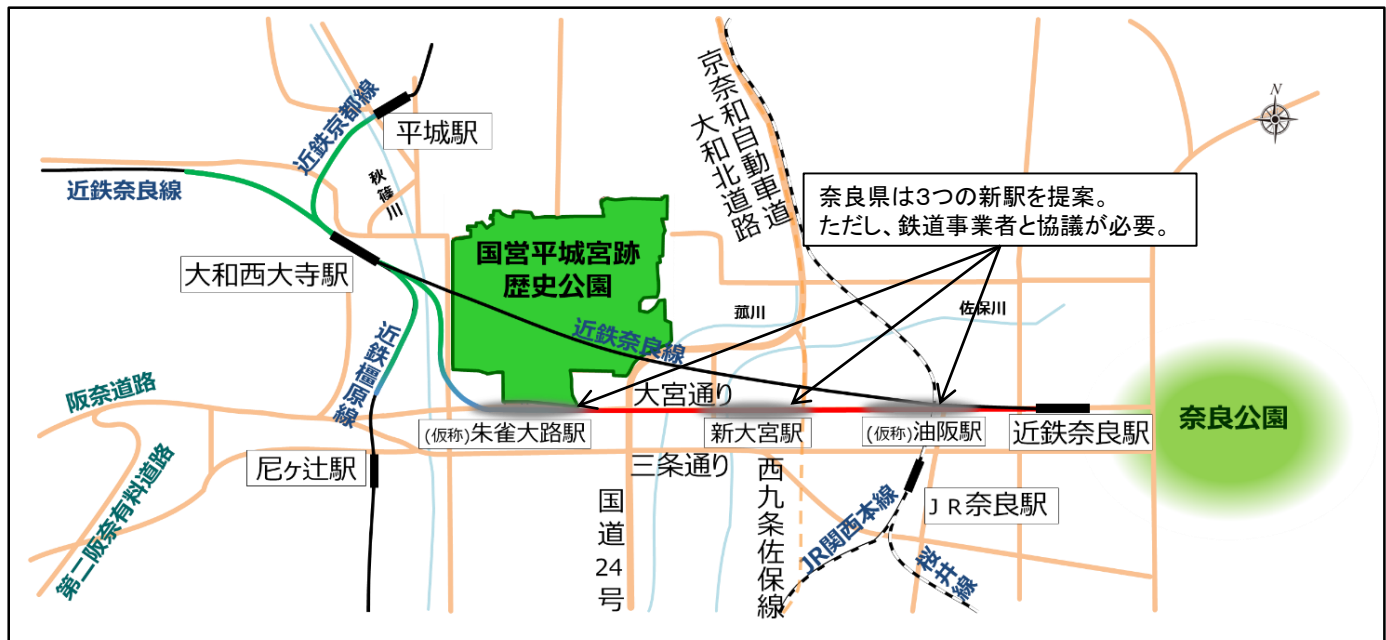 N
近鉄京都線
平城駅
近鉄奈良線
秋篠川
京奈和自動車道
大和北道路
奈良県は3つの新駅を提案。
ただし、鉄道事業者と協議が必要。
大和西大寺駅
国営平城宮跡
歴史公園
菰川
佐保川
近鉄奈良線
近鉄橿原線
阪奈道路
大宮通り
(仮称)朱雀大路駅
新大宮駅
(仮称)油阪駅
近鉄奈良駅
奈良公園
尼ヶ辻駅
三条通り
第二阪奈有料道路
国道24号
西九条佐保線
JR奈良駅
JR関西本線
桜井線